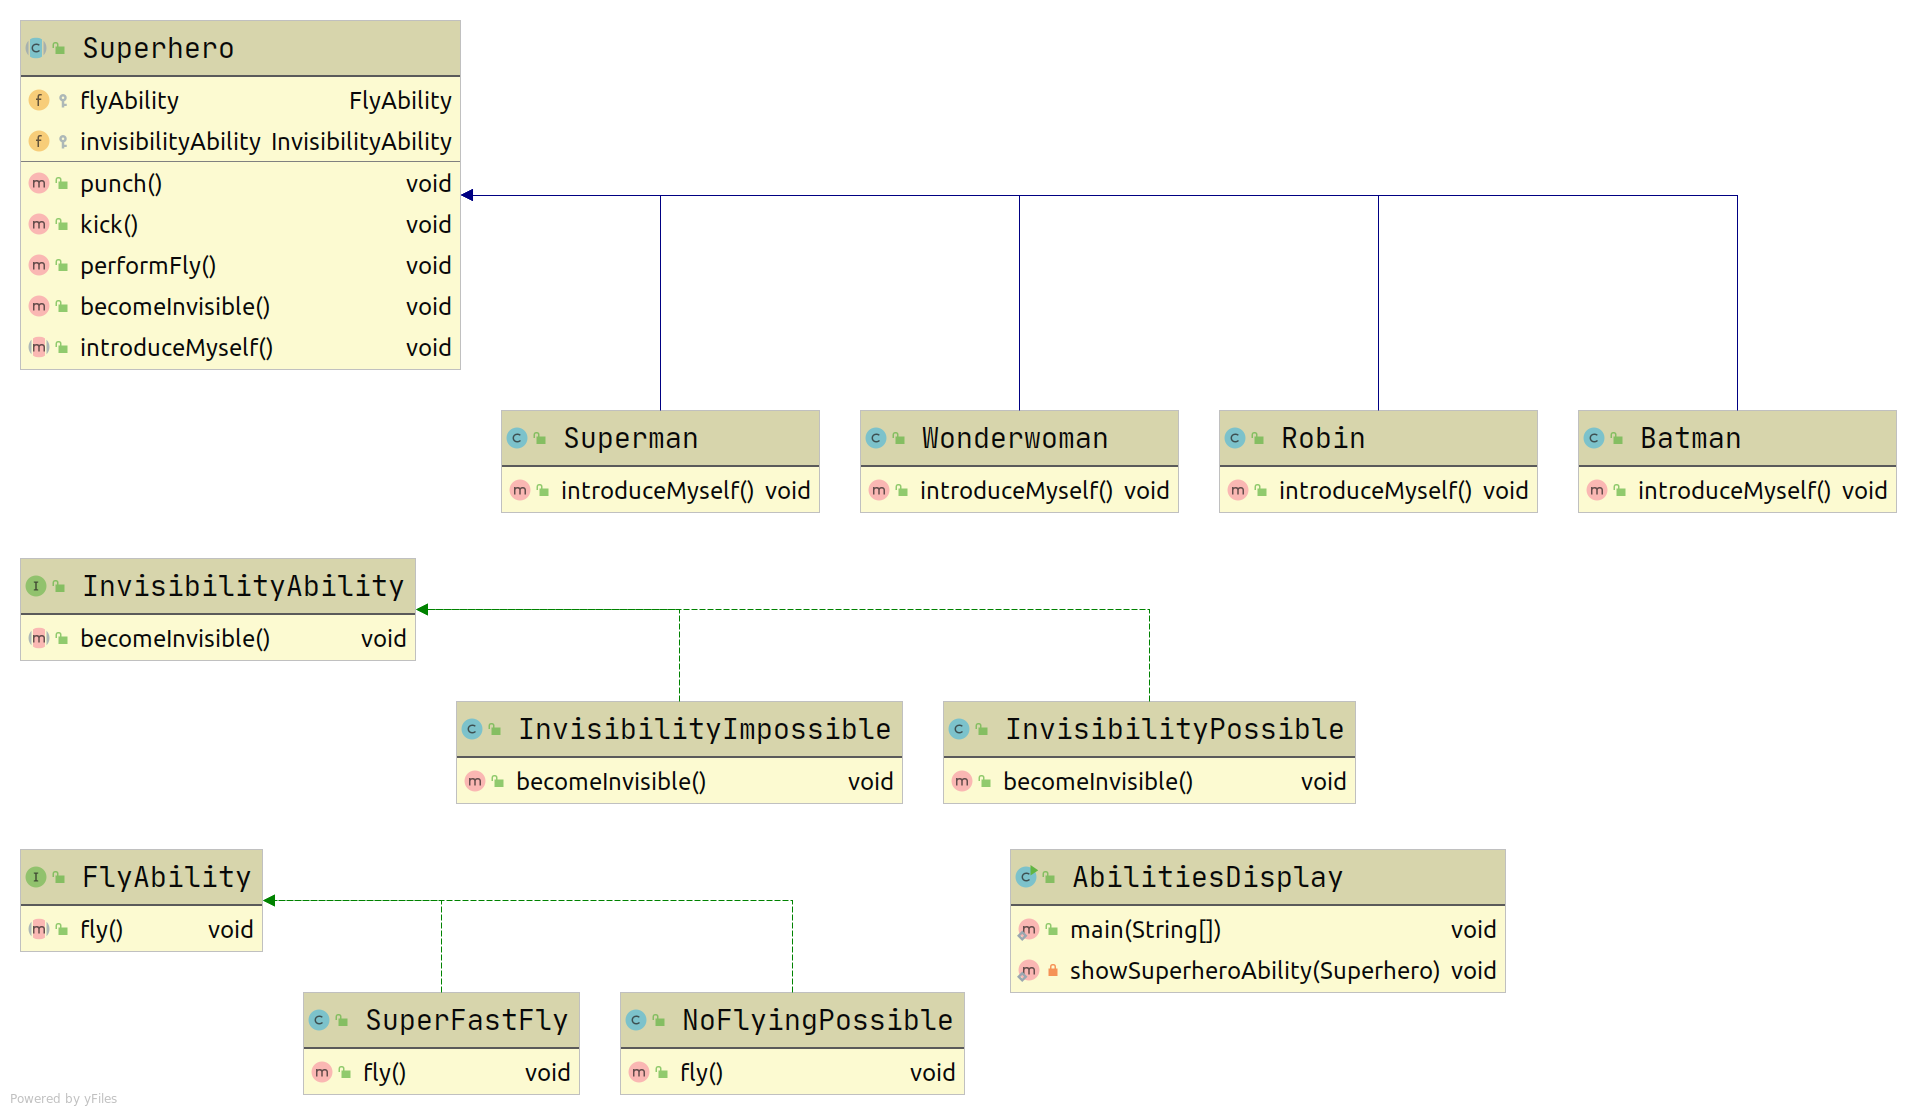 Superhero
flyAbility FlyAbility
invisibilityAbility InvisibilityAbility
punch() void
kick() void
performFly() void
becomeInvisible() void
introduceMyself() void
Superman
introduceMyself() void
Wonderwoman
introduceMyself() void
Robin
introduceMyself() void
Batman
introduceMyself() void
InvisibilityAbility
becomeInvisible() void
InvisibilityImpossible
becomeInvisible() void
InvisibilityPossible
becomeInvisible() void
FlyAbility
fly() void
SuperFastFly
fly() void
NoFlyingPossible
fly() void
AbilitiesDisplay
main(String[]) void
showSuperheroAbility(Superhero) void
Powered by yFiles